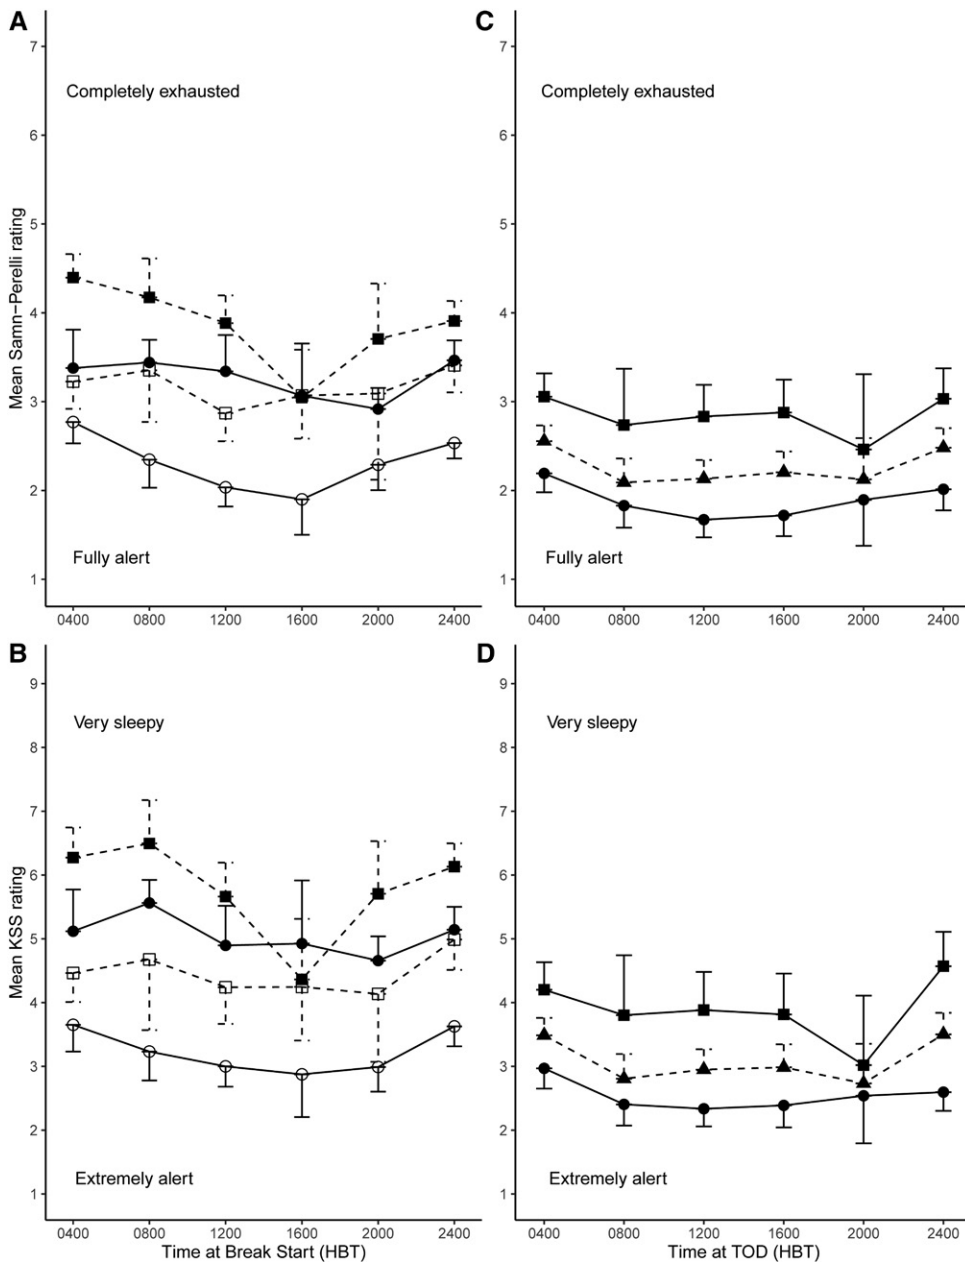 A
7
Completely exhausted
6
5
4
3
2
Fully alert
1
Mean Samn−Perelli rating
0400 0800 1200 1600 2000 2400
B
9
Very sleepy
8
7
6
5
4
3
2
Extremely alert
1
Mean KSS rating
0400 0800 1200 1600 2000 2400
Time at Break Start (HBT)
C
7
Completely exhausted
6
5
4
3
2
Fully alert
1
0400 0800 1200 1600 2000 2400
D
9
Very sleepy
8
7
6
5
4
3
2
Extremely alert
1
0400 0800 1200 1600 2000 2400
Time at TOD (HBT)